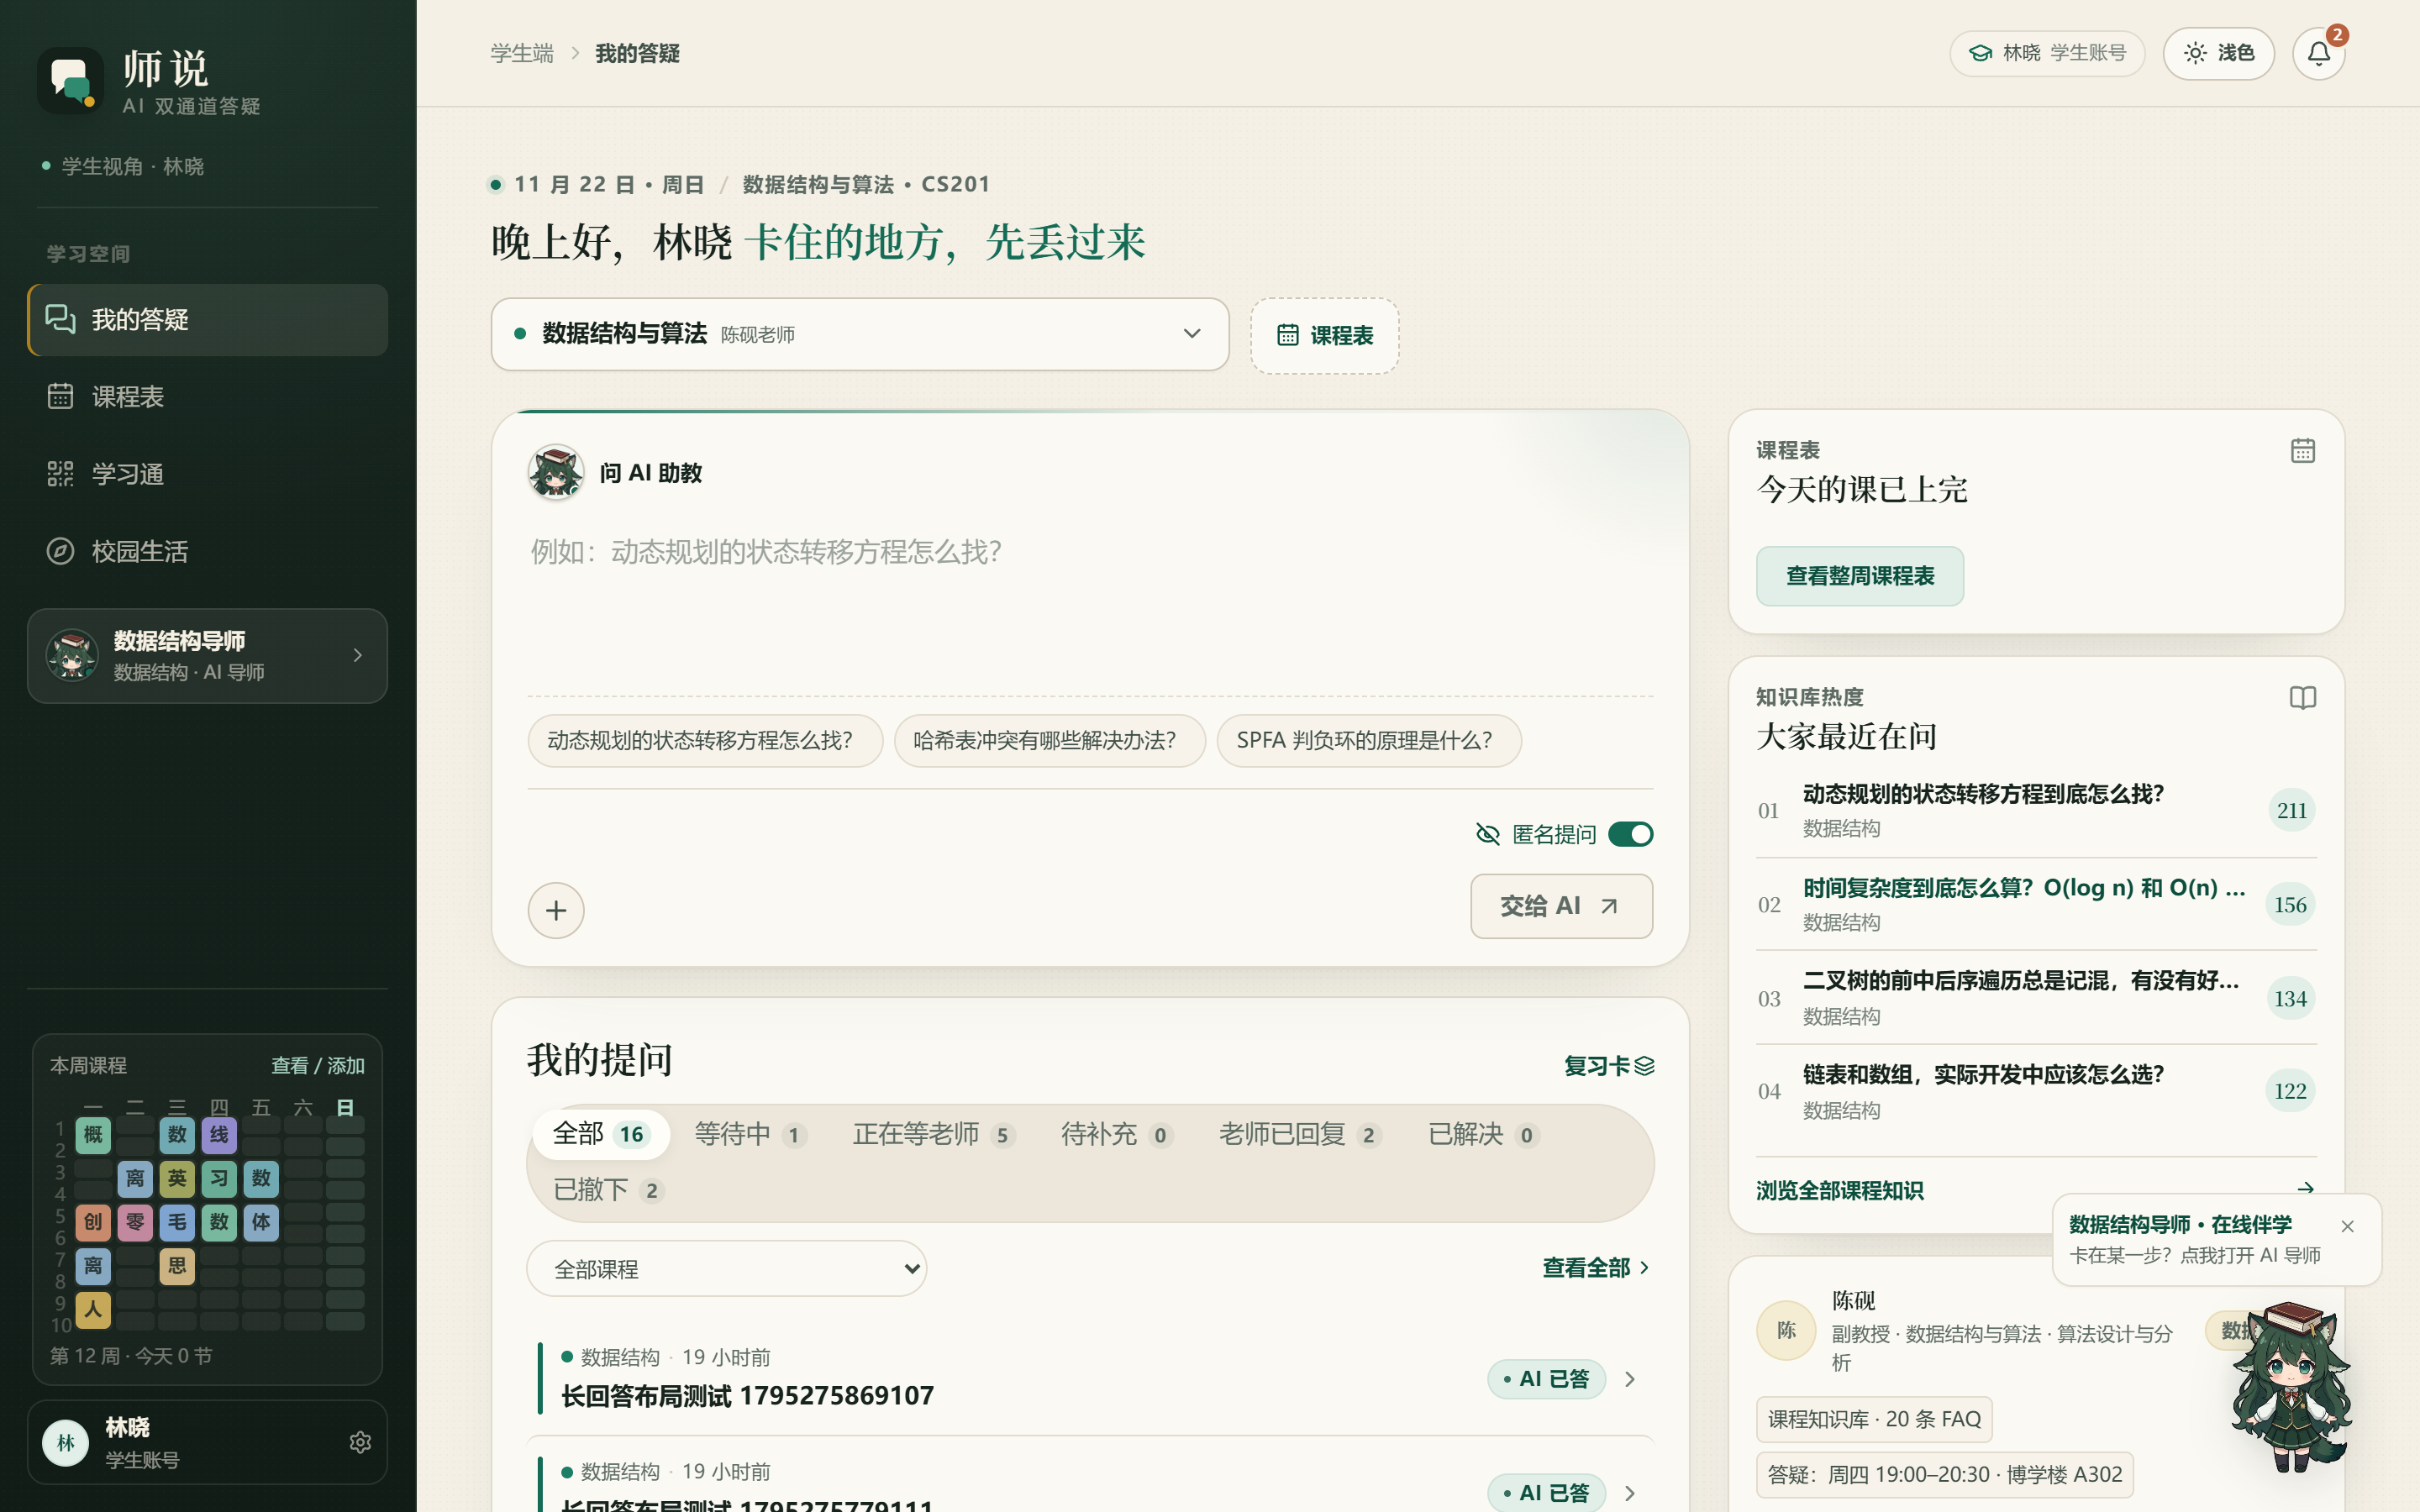 师说
AI 双通道答疑
学生视角 · 林晓
学习空间
我的答疑
课程表
学习通
校园生活
数据结构导师
数据结构 · AI 导师
本周课程
查看 / 添加
一 二 三 四 五 六 日
1 概 数 线
2
3 离 英 习 数
4
5 创 零 毛 数 体
6
7 离 思
8
9 人
10
第 12 周 · 今天 0 节
林
林晓
学生账号
学生端 > 我的答疑
林晓 学生账号
浅色
2
11 月 22 日 • 周日 / 数据结构与算法 • CS201
晚上好，林晓 卡住的地方，先丢过来
数据结构与算法 陈砚老师
课程表
问 AI 助教
例如：动态规划的状态转移方程怎么找？
动态规划的状态转移方程怎么找？
哈希表冲突有哪些解决办法？
SPFA 判负环的原理是什么？
匿名提问
交给 AI
我的提问
复习卡
全部 16
等待中 1
正在等老师 5
待补充 0
老师已回复 2
已解决 0
已撤下 2
全部课程
查看全部
数据结构 · 19 小时前
长回答布局测试 1795275869107
• AI 已答
数据结构 · 19 小时前
长回答布局测试 1795275779111
• AI 已答
课程表
今天的课已上完
查看整周课程表
知识库热度
大家最近在问
01 动态规划的状态转移方程到底怎么找？ 211
数据结构
02 时间复杂度到底怎么算？O(log n) 和 O(n) ... 156
数据结构
03 二叉树的前中后序遍历总是记混，有没有好... 134
数据结构
04 链表和数组，实际开发中应该怎么选？ 122
数据结构
浏览全部课程知识
数据结构导师 • 在线伴学
卡在某一步？点我打开 AI 导师
陈
陈砚
副教授 · 数据结构与算法 · 算法设计与分
析
课程知识库 · 20 条 FAQ
答疑：周四 19:00–20:30 · 博学楼 A302